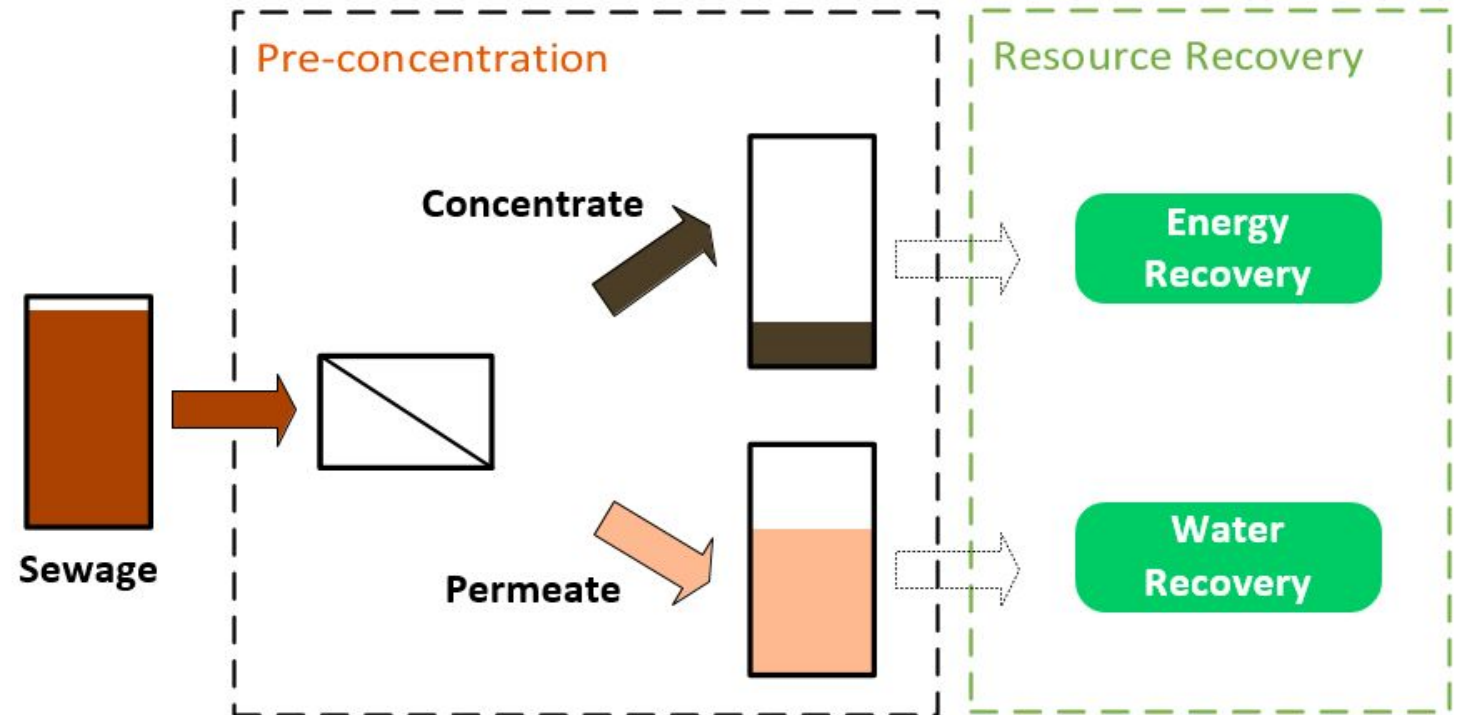 Pre-concentration
Resource Recovery
Concentrate
Energy
Recovery
Sewage
Permeate
Water
Recovery